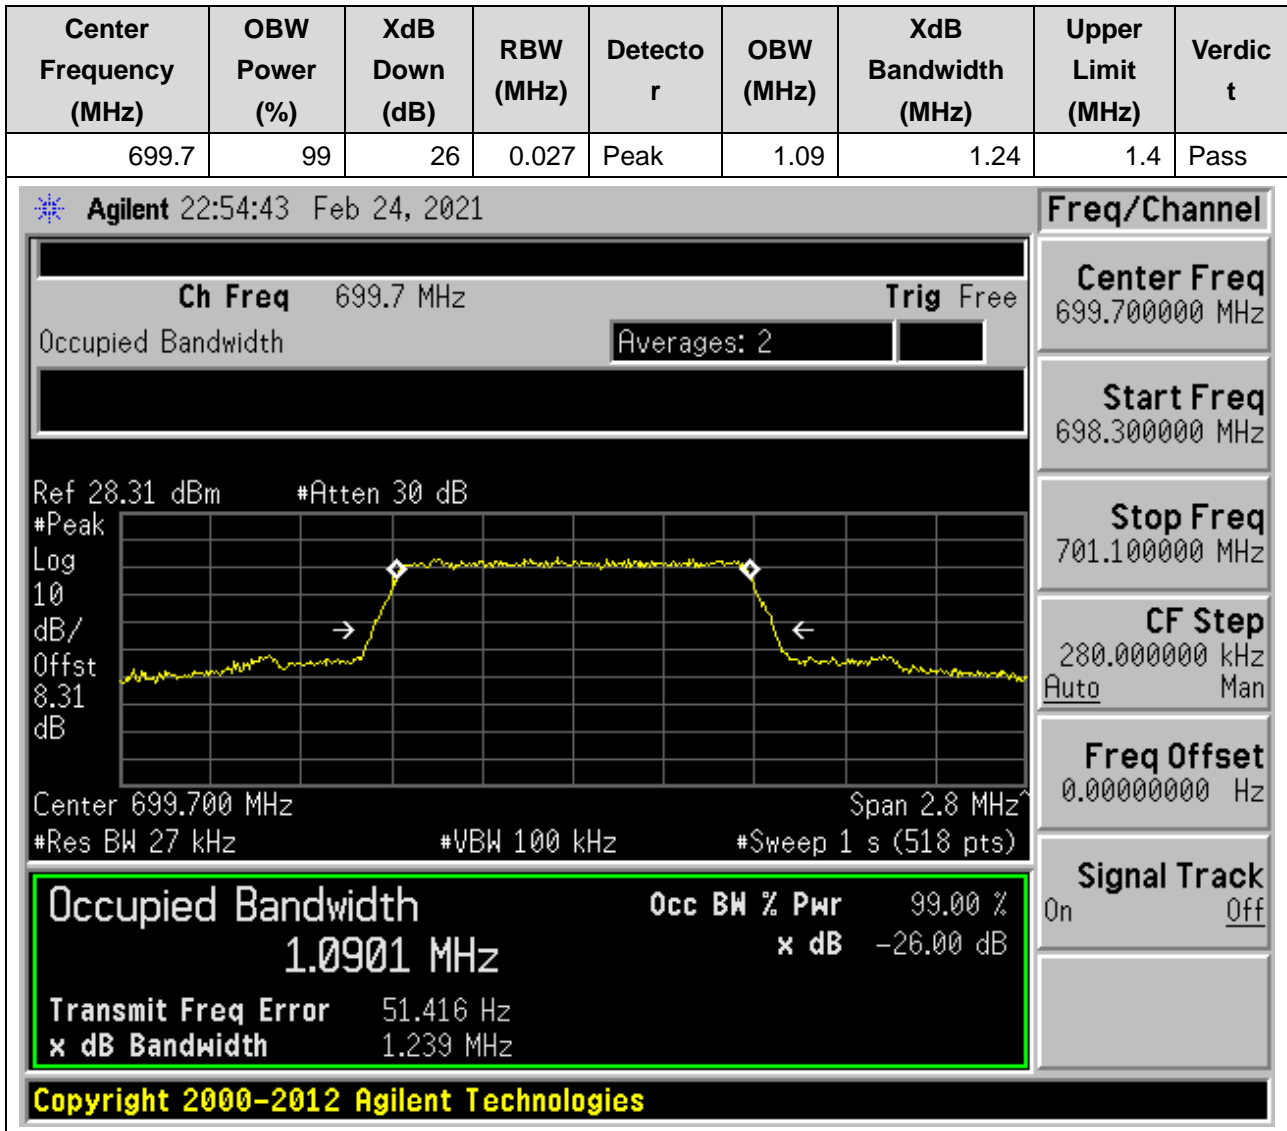 Center Frequency (MHz) OBW Power (%) XdB Down (dB) RBW (MHz) Detecto r OBW (MHz) XdB Bandwidth (MHz) Upper Limit (MHz) Verdic t
699.7 99 26 0.027 Peak 1.09 1.24 1.4 Pass
Agilent 22:54:43 Feb 24, 2021
Ch Freq 699.7 MHz Trig Free
Occupied Bandwidth Averages: 2
Ref 28.31 dBm #Atten 30 dB
#Peak
Log
10
dB/
Offst
8.31
dB
Center 699.700 MHz Span 2.8 MHz^
#Res BW 27 kHz #VBW 100 kHz #Sweep 1 s (518 pts)
Occupied Bandwidth Occ BW % Pwr 99.00 %
1.0901 MHz x dB -26.00 dB
Transmit Freq Error 51.416 Hz
x dB Bandwidth 1.239 MHz
Copyright 2000-2012 Agilent Technologies
Freq/Channel
Center Freq
699.700000 MHz
Start Freq
698.300000 MHz
Stop Freq
701.100000 MHz
CF Step
280.000000 kHz
Auto Man
Freq Offset
0.00000000 Hz
Signal Track
On Off